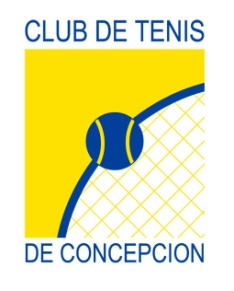 CLUB DE TENIS
DE CONCEPCION